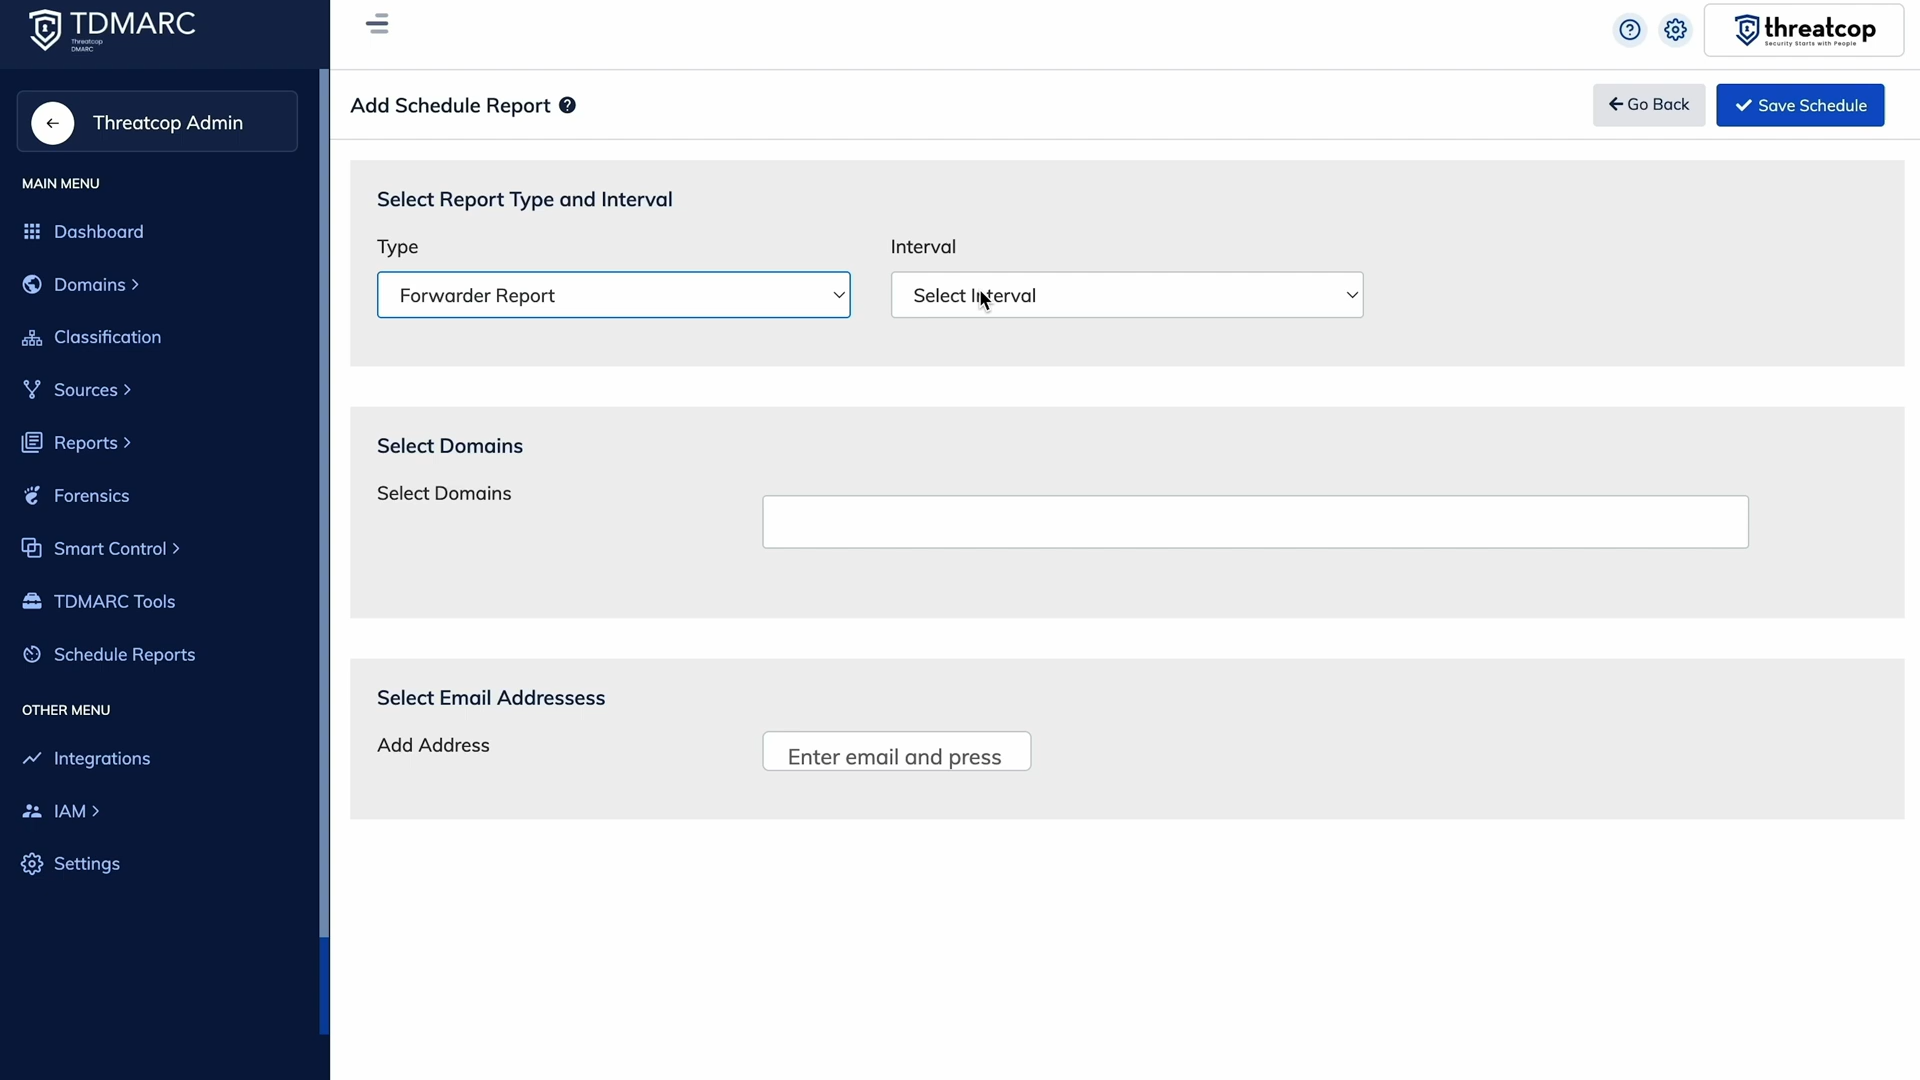 TDMARC
Threatcop
DMARC
threatcop
Security Starts with People
Add Schedule Report
Go Back
Save Schedule
Threatcop Admin
MAIN MENU
Dashboard
Domains
Classification
Sources
Reports
Forensics
Smart Control
TDMARC Tools
Schedule Reports
OTHER MENU
Integrations
IAM
Settings
Select Report Type and Interval
Type
Interval
Forwarder Report
Select Interval
Select Domains
Select Domains
Select Email Addressess
Add Address
Enter email and press